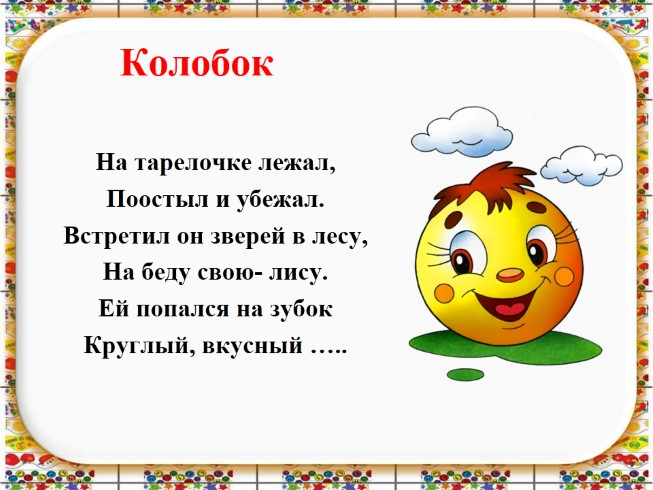 Колобок
На тарелочке лежал,
Поостыл и убежал.
Встретил он зверей в лесу,
На беду свою- лису.
Ей попался на зубок
Круглый, вкусный …..